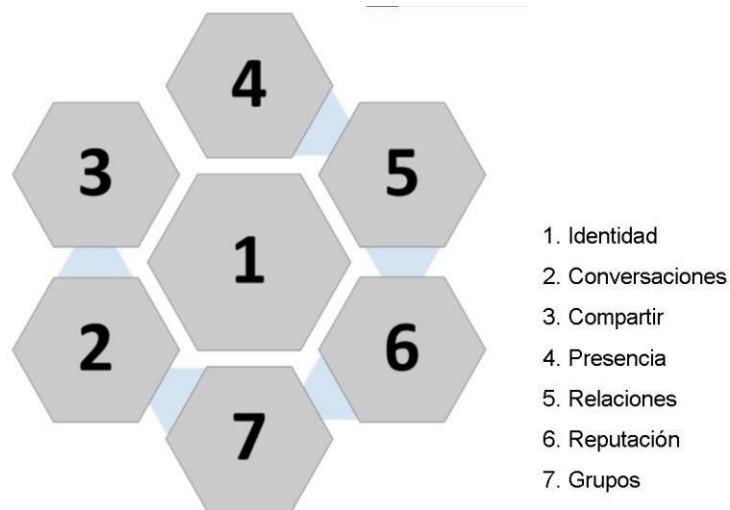 4
3
5
1
2
6
7
1. Identidad
2. Conversaciones
3. Compartir
4. Presencia
5. Relaciones
6. Reputación
7. Grupos